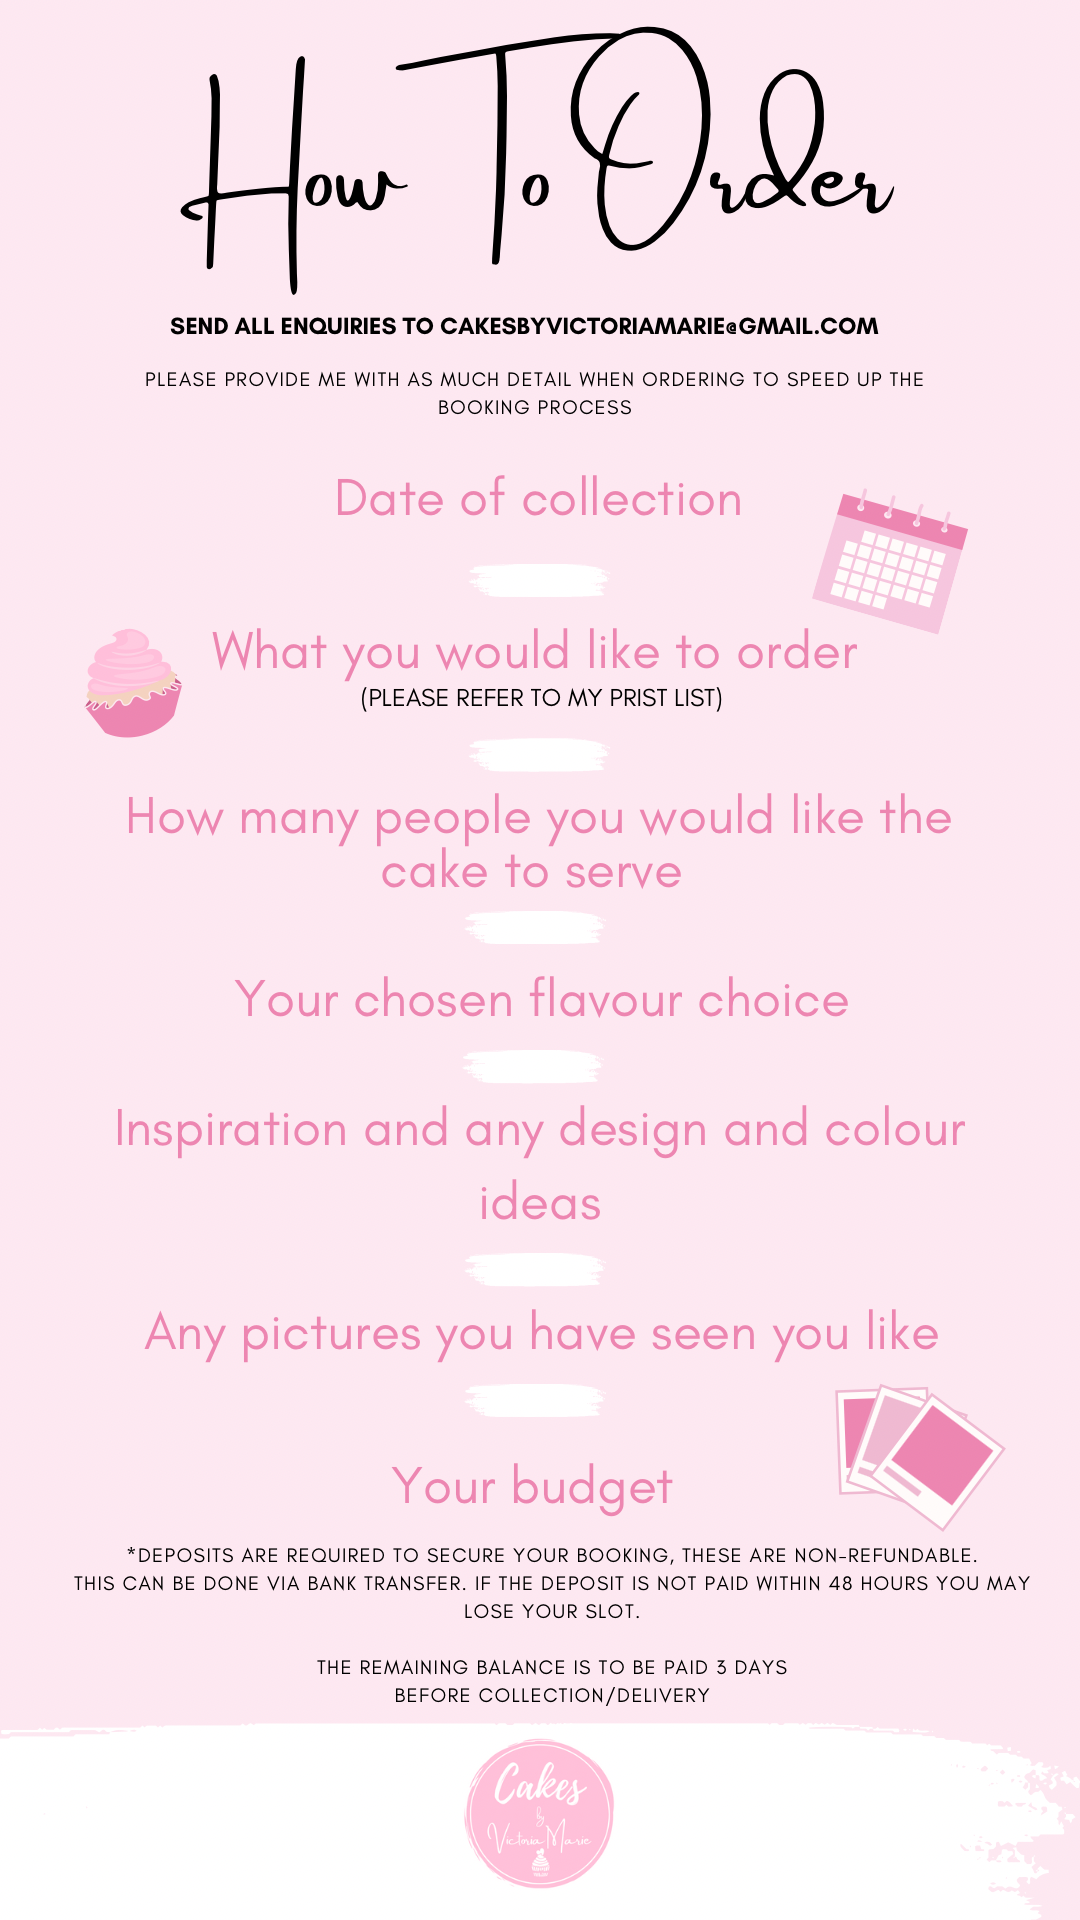 How To Order
SEND ALL ENQUIRIES TO CAKESBYVICTORIAMARIE@GMAIL.COM
PLEASE PROVIDE ME WITH AS MUCH DETAIL WHEN ORDERING TO SPEED UP THE
BOOKING PROCESS
Date of collection
What you would like to order
(PLEASE REFER TO MY PRIST LIST)
How many people you would like the
cake to serve
Your chosen flavour choice
Inspiration and any design and colour
ideas
Any pictures you have seen you like
Your budget
*DEPOSITS ARE REQUIRED TO SECURE YOUR BOOKING, THESE ARE NON-REFUNDABLE.
THIS CAN BE DONE VIA BANK TRANSFER. IF THE DEPOSIT IS NOT PAID WITHIN 48 HOURS YOU MAY
LOSE YOUR SLOT.
THE REMAINING BALANCE IS TO BE PAID 3 DAYS
BEFORE COLLECTION/DELIVERY
Cakes
by
Victoria Marie